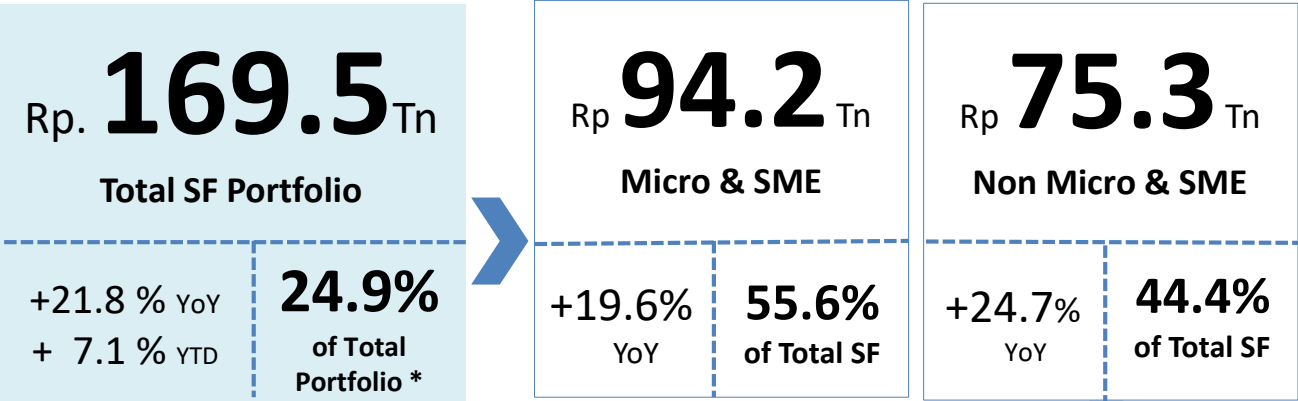 Rp. 169.5 Tn
Total SF Portfolio
+21.8 % YoY
+ 7.1 % YTD
24.9%
of Total
Portfolio *
Rp 94.2 Tn
Micro & SME
+19.6%
YoY
55.6%
of Total SF
Rp 75.3 Tn
Non Micro & SME
+24.7%
YoY
44.4%
of Total SF